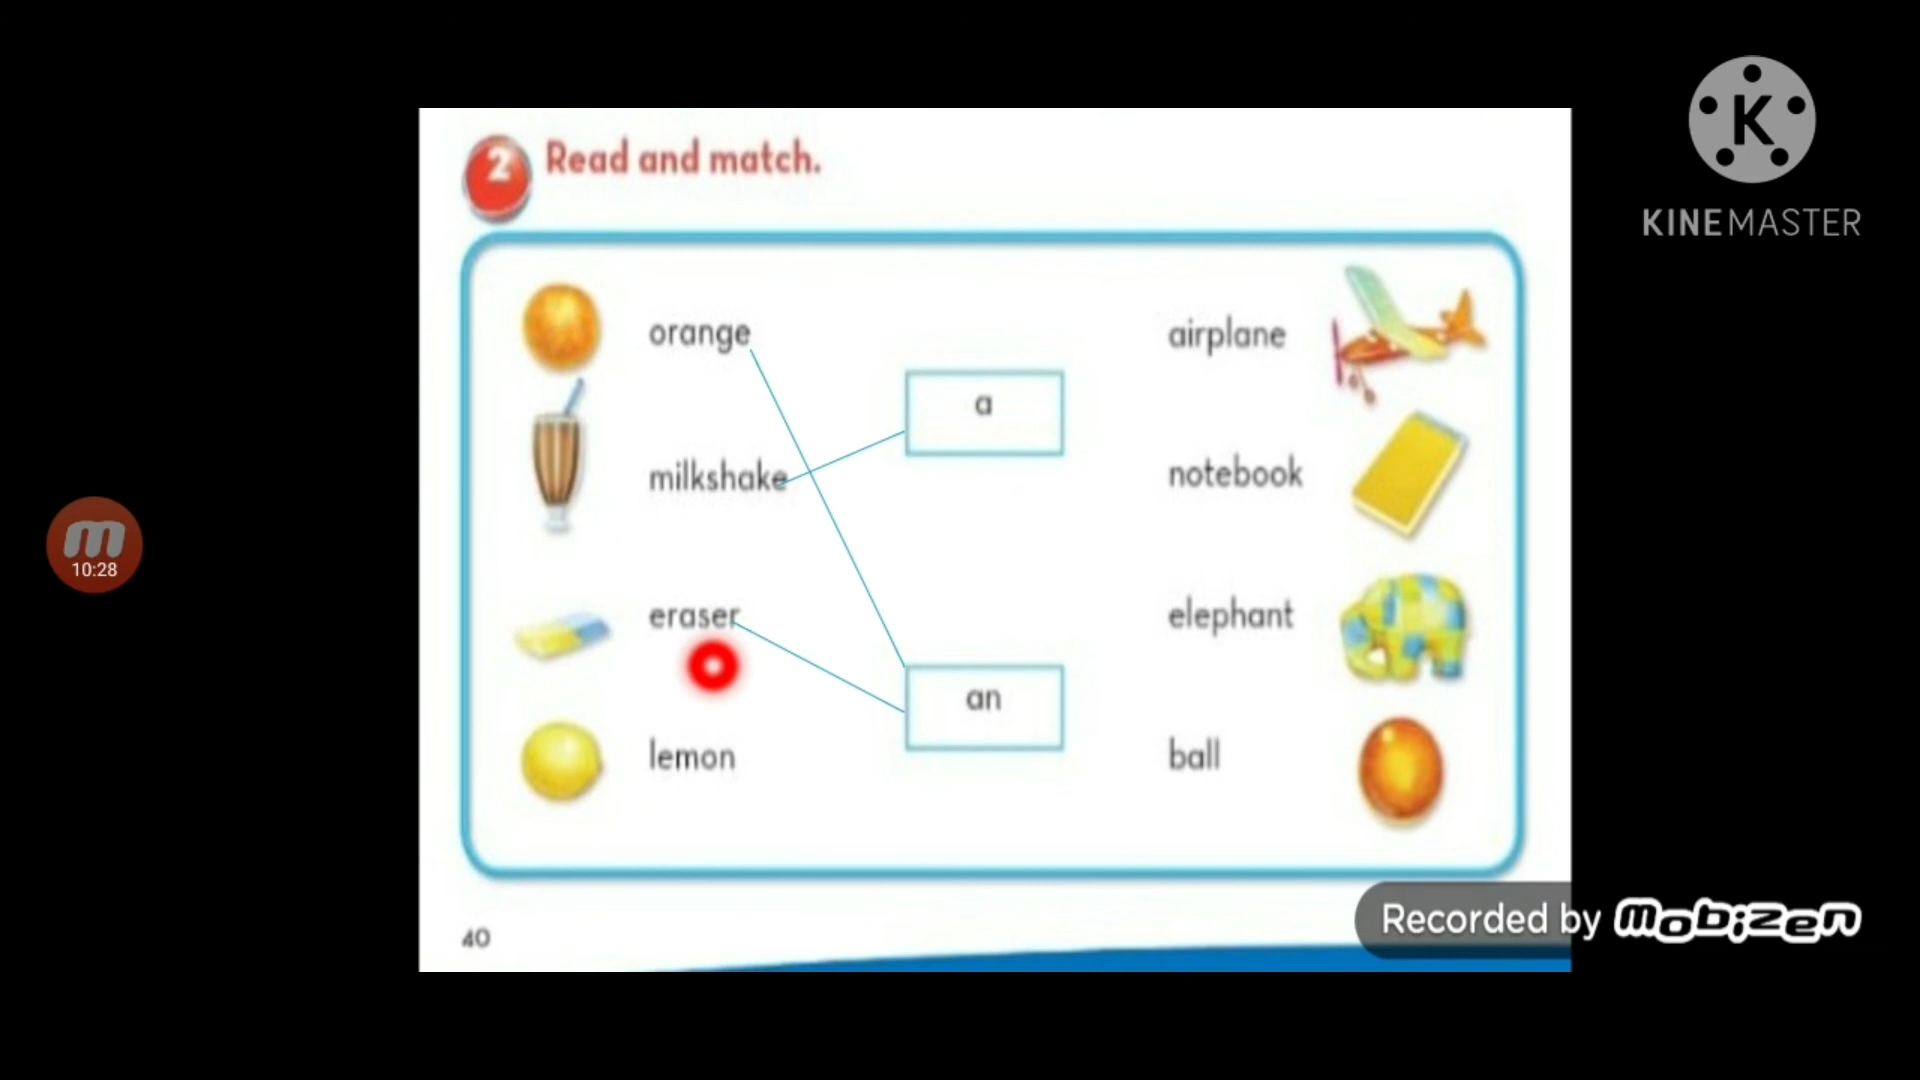 2 Read and match.
orange
milkshake
eraser
lemon
a
an
airplane
notebook
elephant
ball
40
K
KINEMASTER
m
10:28
Recorded by mobizen